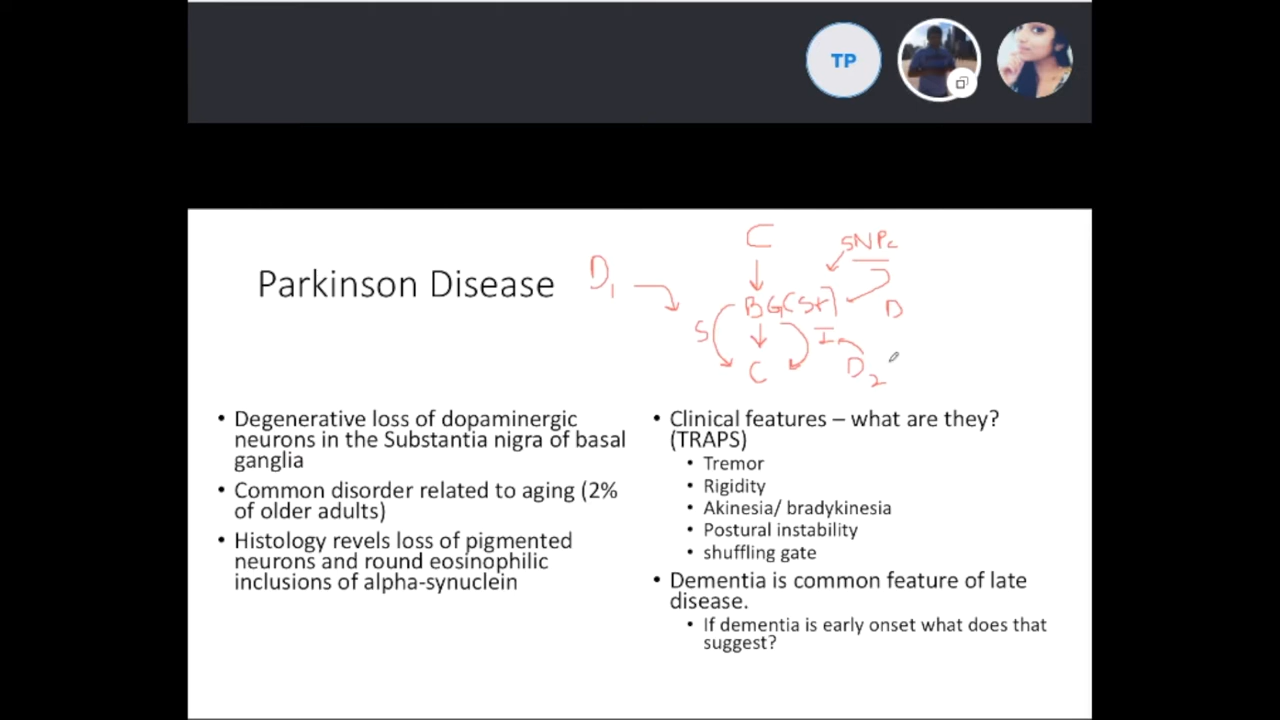 TP
C
SNPc
Parkinson Disease
D1
BG(St)
D
S
I
C
D2
• Degenerative loss of dopaminergic
neurons in the Substantia nigra of basal
ganglia
• Common disorder related to aging (2%
of older adults)
• Histology revels loss of pigmented
neurons and round eosinophilic
inclusions of alpha-synuclein
• Clinical features – what are they?
(TRAPS)
• Tremor
• Rigidity
• Akinesia/ bradykinesia
• Postural instability
• shuffling gate
• Dementia is common feature of late
disease.
• If dementia is early onset what does that
suggest?